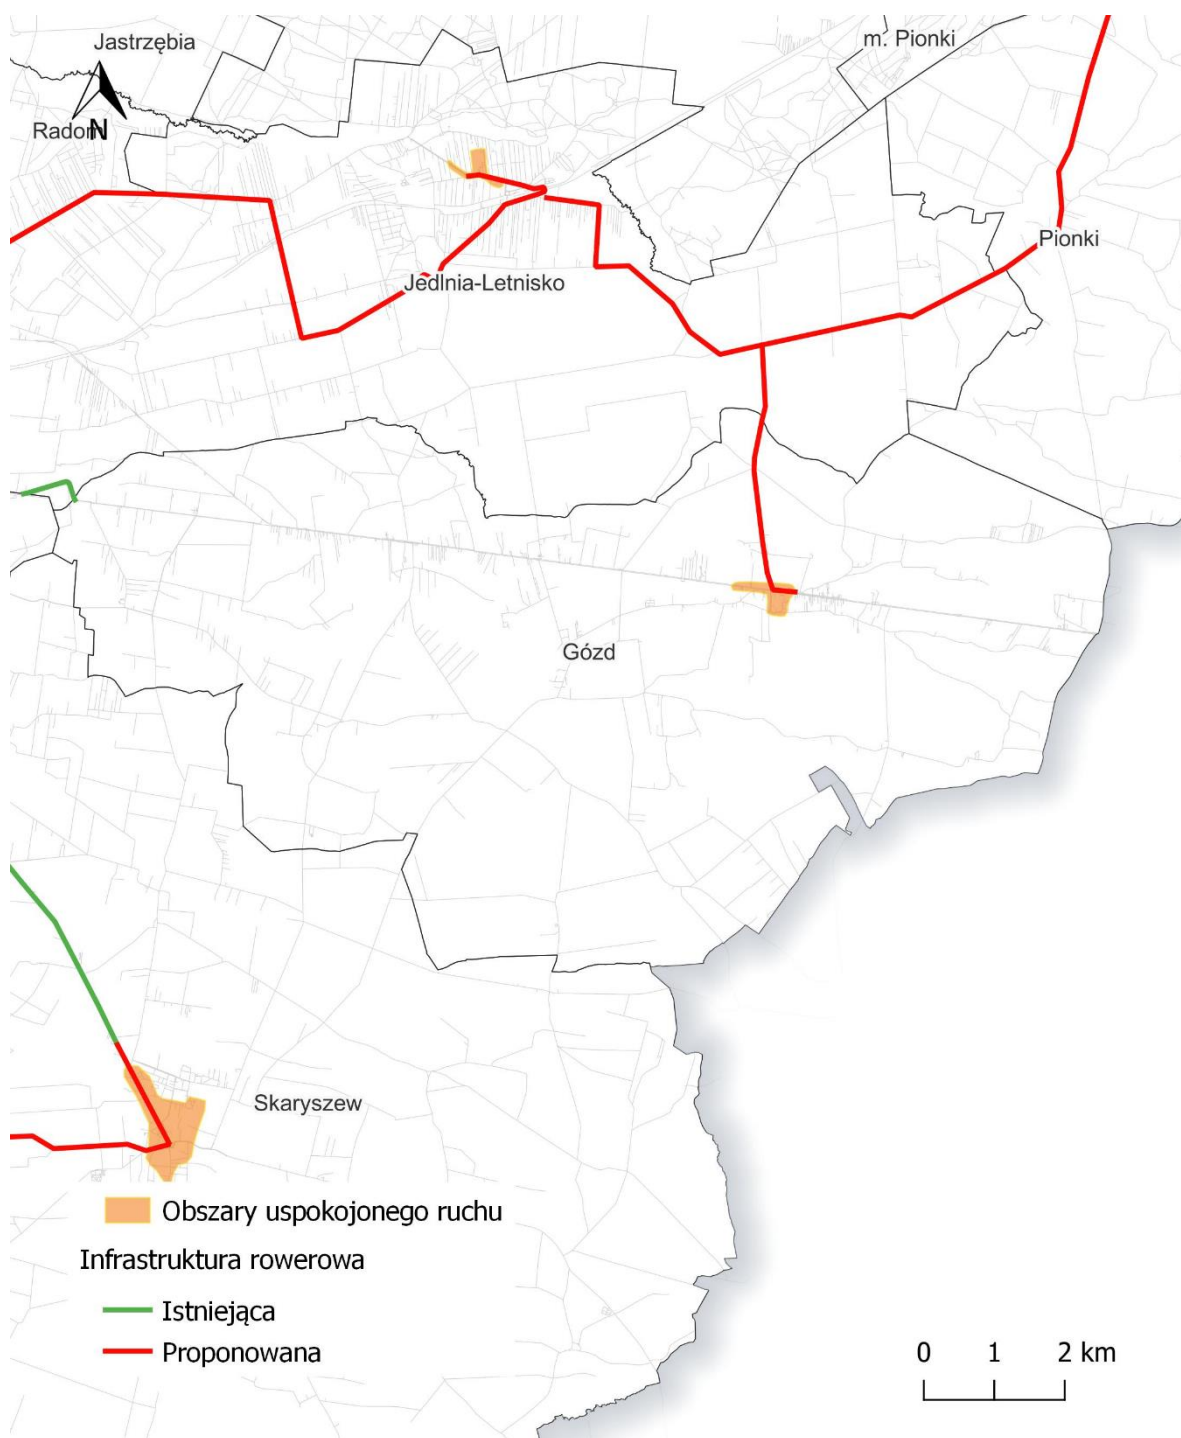 Jastrzębia
m. Pionki
Radom
N
Pionki
Jedlnia-Letnisko
Gózd
Skaryszew
Obszary uspokojonego ruchu
Infrastruktura rowerowa
Istniejąca
Proponowana
0 1 2 km